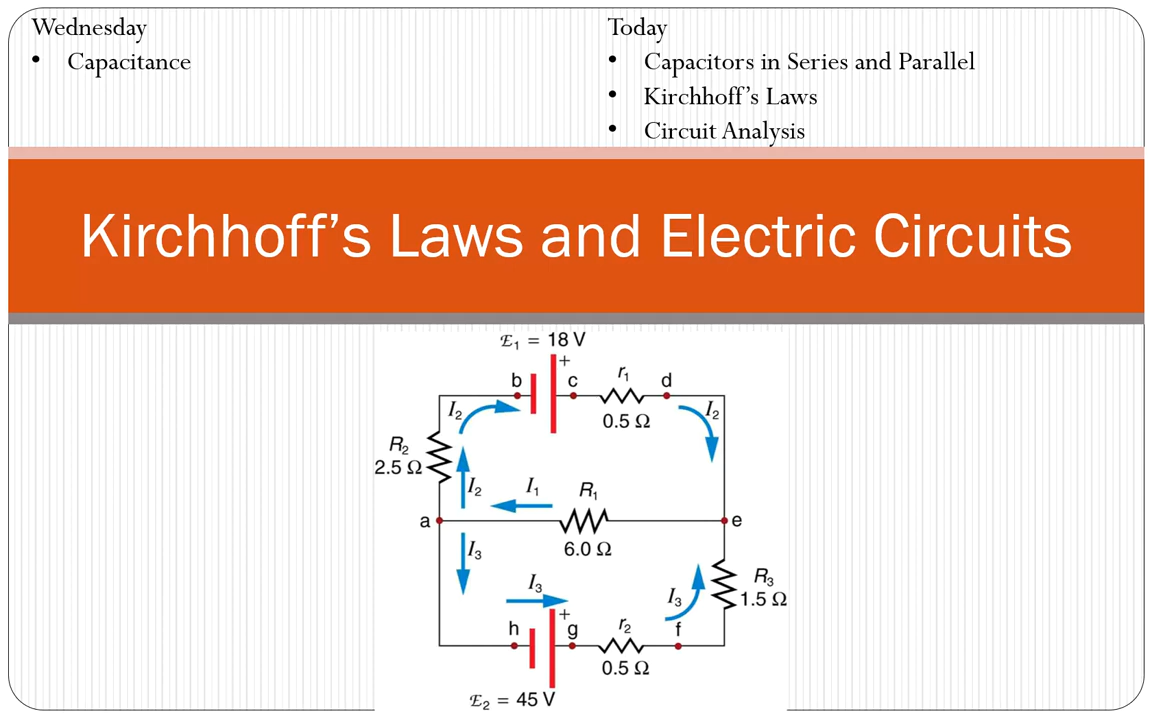 Wednesday
• Capacitance
Today
• Capacitors in Series and Parallel
• Kirchhoff's Laws
• Circuit Analysis
Kirchhoff's Laws and Electric Circuits
ℰ₁ = 18 V
+
b
c
r₁
d
0.5 Ω
I₂
I₂
R₂
2.5 Ω
I₂
I₁
R₁
a
e
6.0 Ω
I₃
I₃
I₃
R₃
1.5 Ω
+
h
g
r₂
f
0.5 Ω
ℰ₂ = 45 V